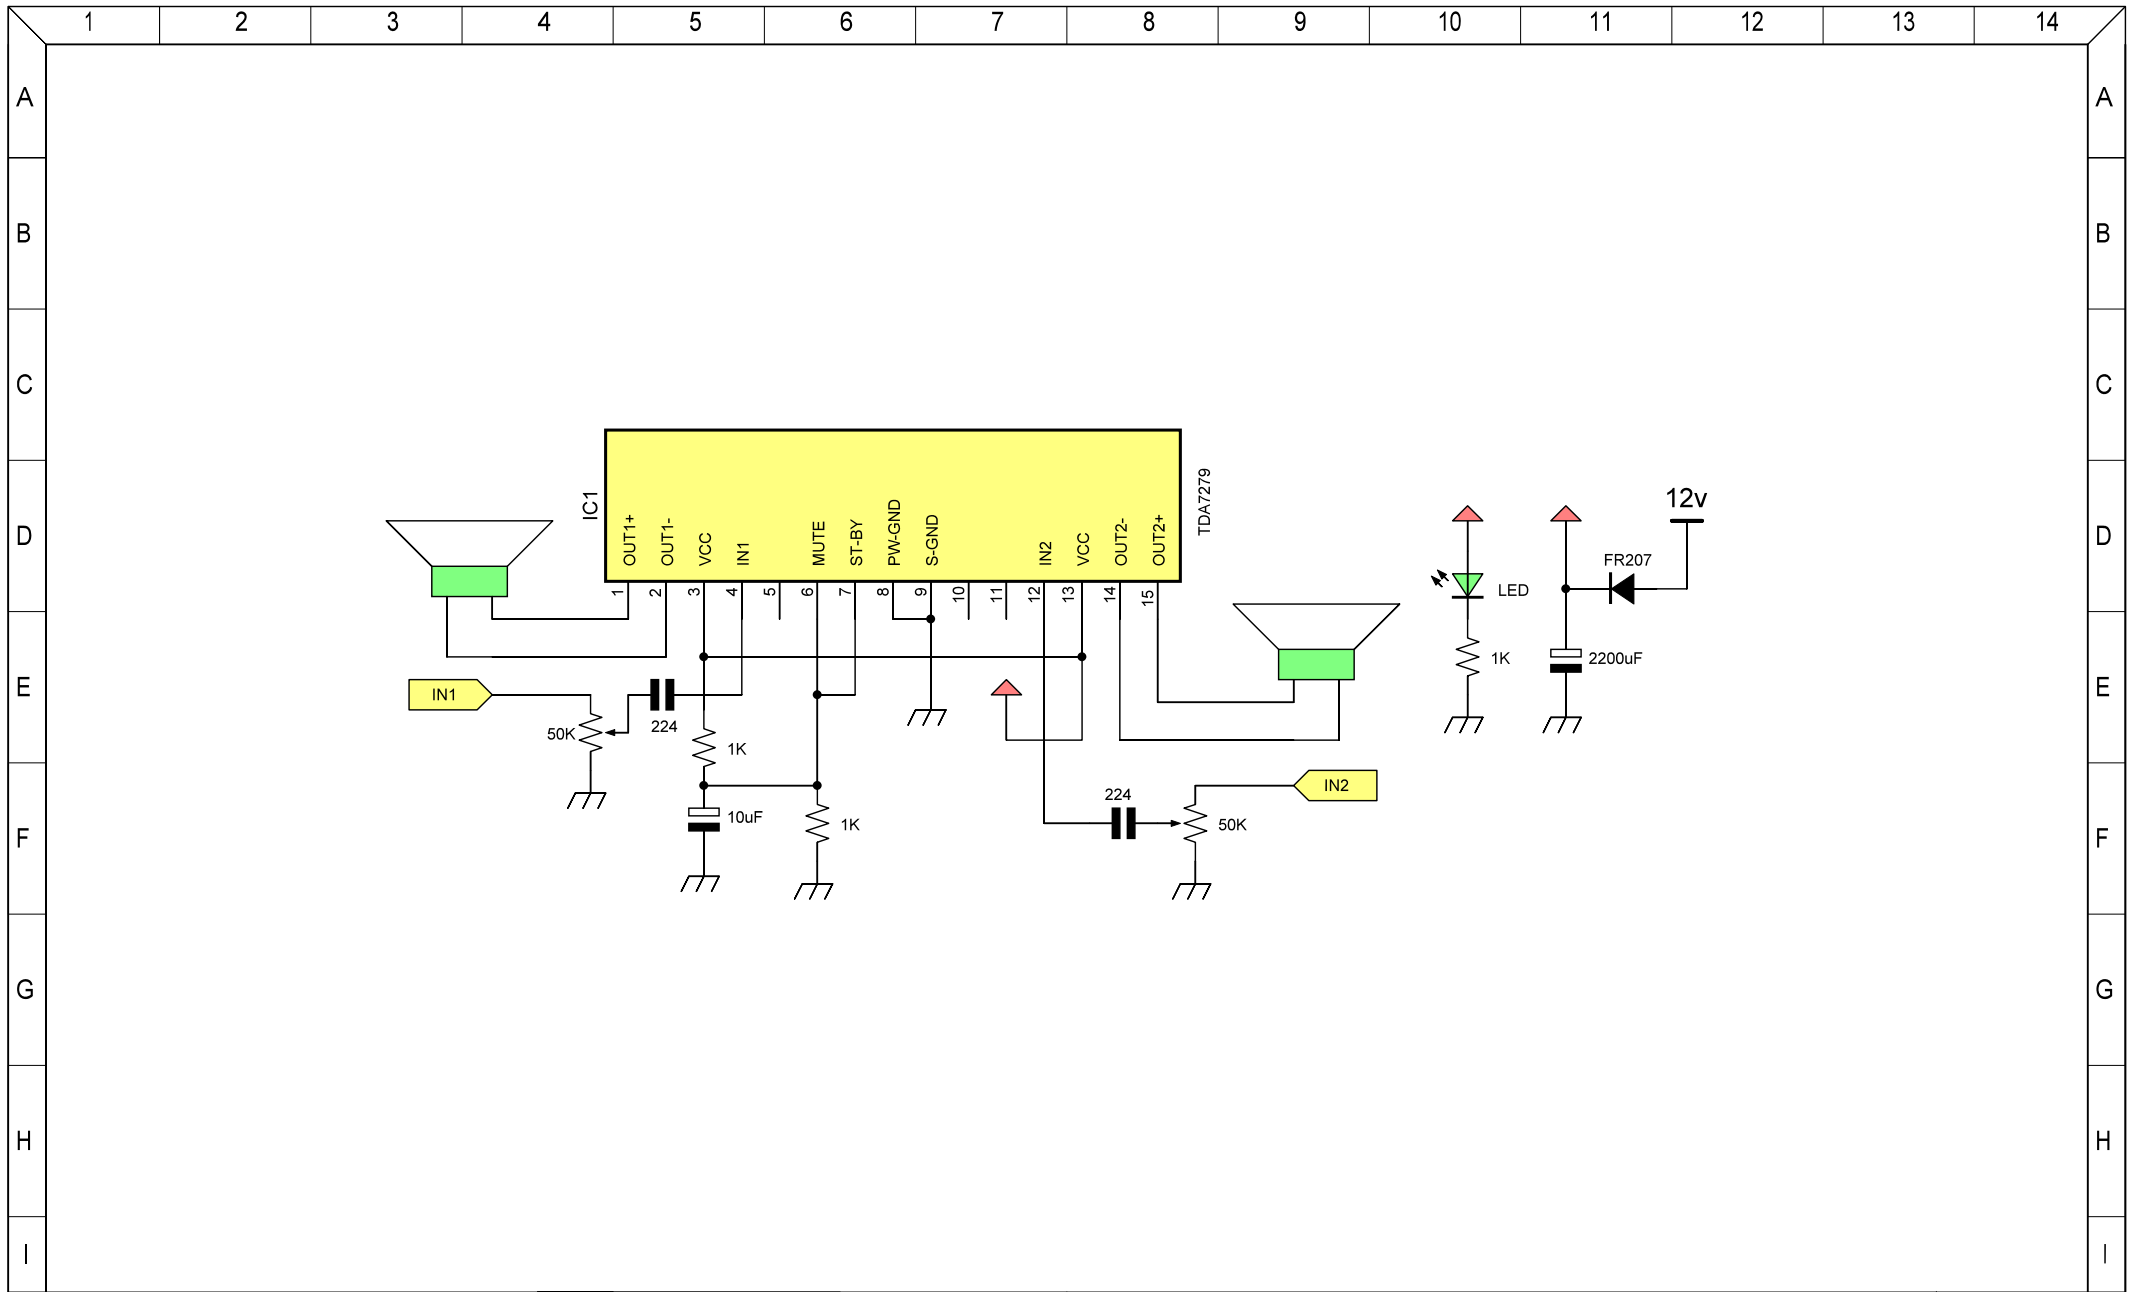 1 2 3 4 5 6 7 8 9 10 11 12 13 14
A A
B B
C C
D D
E E
F F
G G
H H
I I
IC1
TDA7279
OUT1+
OUT1-
VCC
IN1
MUTE
ST-BY
PW-GND
S-GND
IN2
VCC
OUT2-
OUT2+
1 2 3 4 5 6 7 8 9 10 11 12 13 14 15
12v
FR207
LED
1K
2200uF
IN1
50K
224
1K
10uF
1K
224
50K
IN2